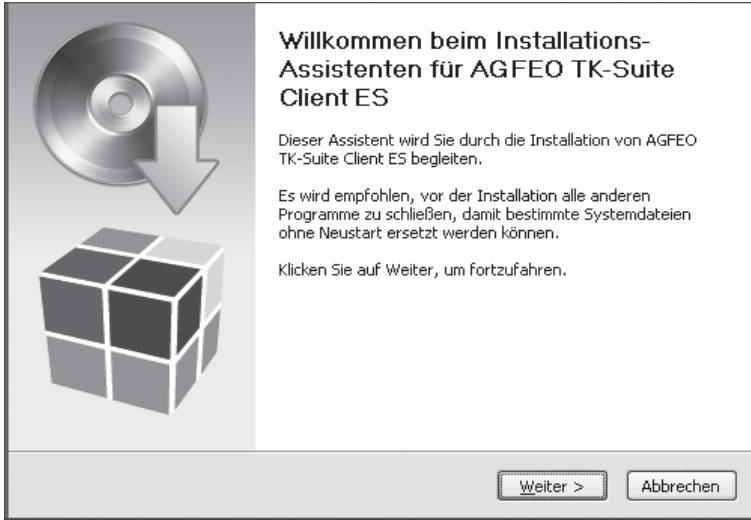 Willkommen beim Installations-
Assistenten für AGFEO TK-Suite
Client ES
Dieser Assistent wird Sie durch die Installation von AGFEO
TK-Suite Client ES begleiten.
Es wird empfohlen, vor der Installation alle anderen
Programme zu schließen, damit bestimmte Systemdateien
ohne Neustart ersetzt werden können.
Klicken Sie auf Weiter, um fortzufahren.
Weiter >
Abbrechen